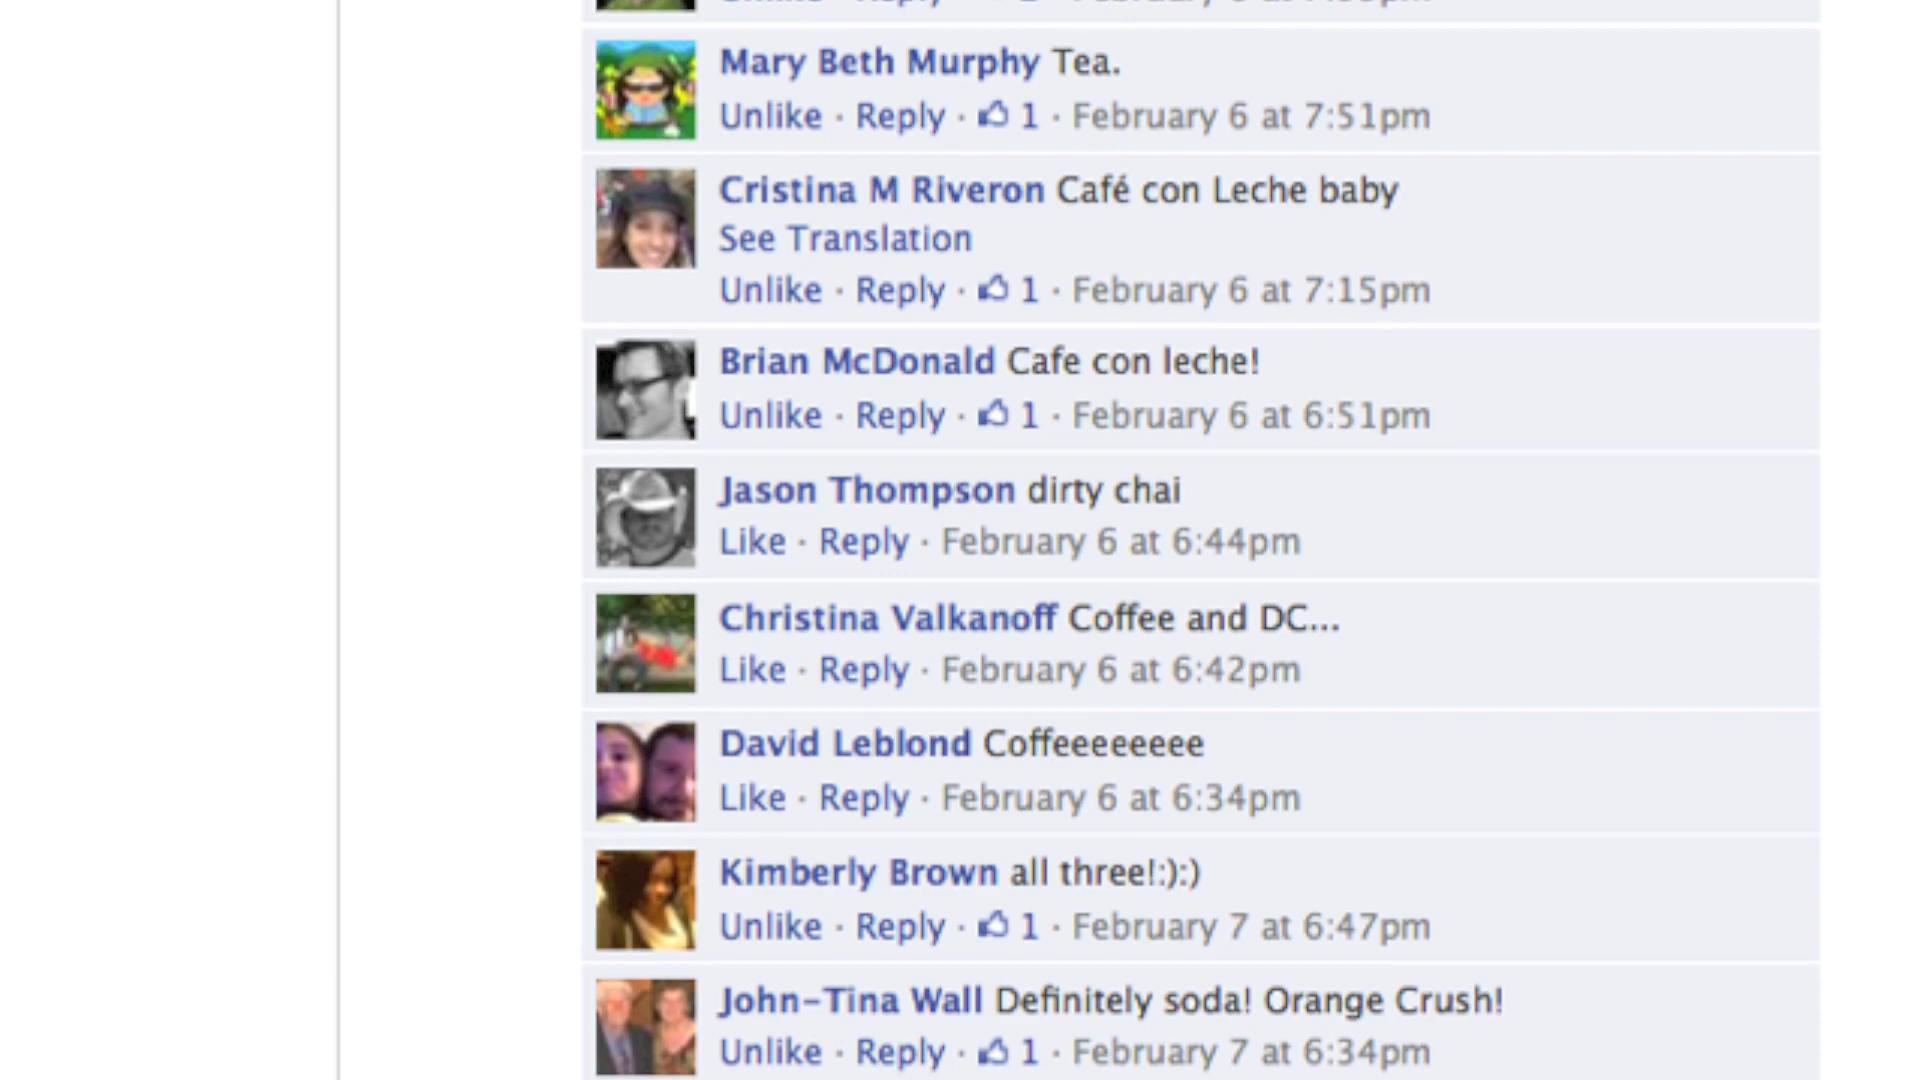 Mary Beth Murphy Tea.
Unlike · Reply · 1 · February 6 at 7:51pm
Cristina M Riveron Café con Leche baby
See Translation
Unlike · Reply · 1 · February 6 at 7:15pm
Brian McDonald Cafe con leche!
Unlike · Reply · 1 · February 6 at 6:51pm
Jason Thompson dirty chai
Like · Reply · February 6 at 6:44pm
Christina Valkanoff Coffee and DC...
Like · Reply · February 6 at 6:42pm
David Leblond Coffeeeeeeee
Like · Reply · February 6 at 6:34pm
Kimberly Brown all three!:):)
Unlike · Reply · 1 · February 7 at 6:47pm
John-Tina Wall Definitely soda! Orange Crush!
Unlike · Reply · 1 · February 7 at 6:34pm